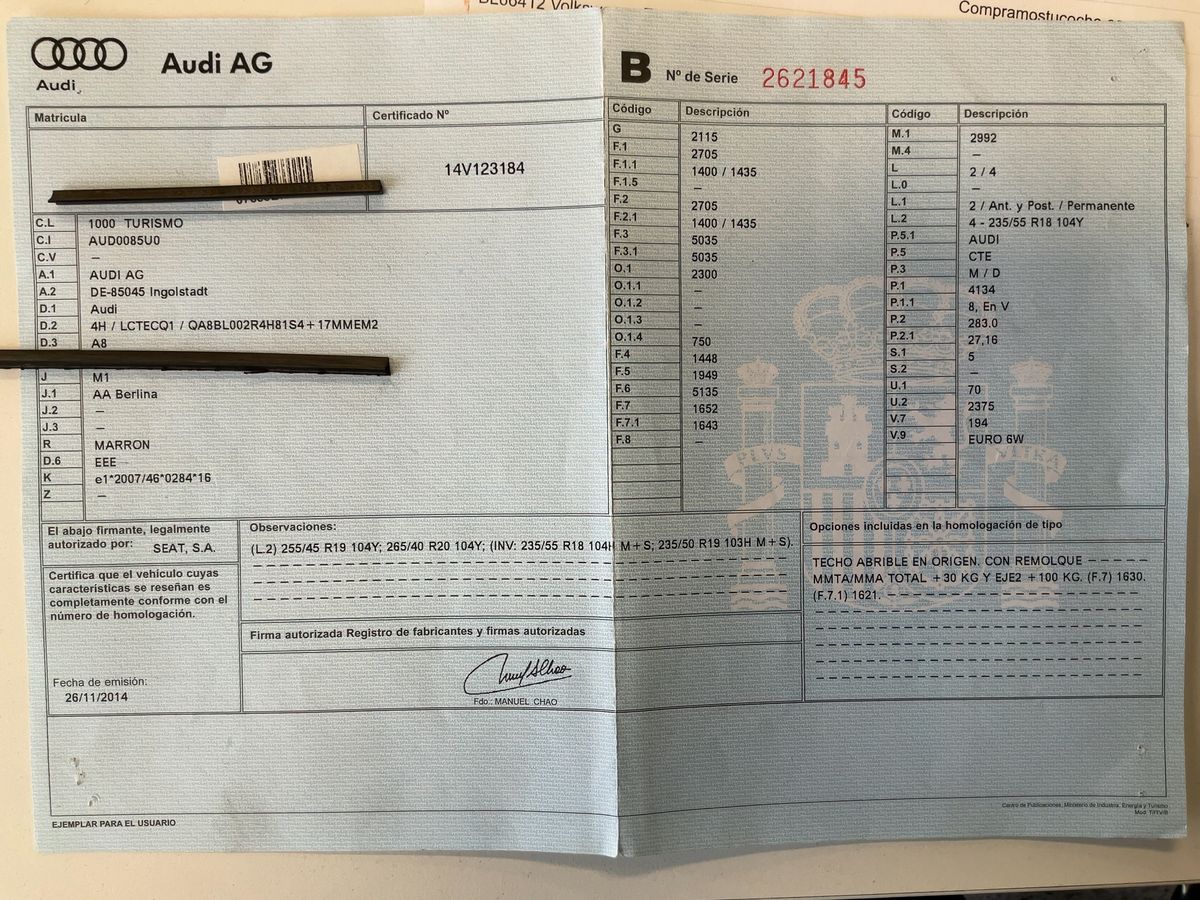 Compramostucoche
Audi
Audi AG
B Nº de Serie 2621845
Matricula
Certificado Nº
14V123184
C.L 1000 TURISMO
C.I AUD0085U0
C.V –
A.1 AUDI AG
A.2 DE-85045 Ingolstadt
D.1 Audi
D.2 4H / LCTECQ1 / QA8BL002R4H81S4+17MMEM2
D.3 A8
J M1
J.1 AA Berlina
J.2 –
J.3 –
R MARRON
D.6 EEE
K e1*2007/46*0284*16
Z –
Código Descripción
G 2115
F.1 2705
F.1.1 1400 / 1435
F.1.5 –
F.2 2705
F.2.1 1400 / 1435
F.3 5035
F.3.1 5035
O.1 2300
O.1.1 –
O.1.2 –
O.1.3 –
O.1.4 750
F.4 1448
F.5 1949
F.6 5135
F.7 1652
F.7.1 1643
F.8 –
Código Descripción
M.1 2992
M.4 –
L 2 / 4
L.0 –
L.1 2 / Ant. y Post. / Permanente
L.2 4 - 235/55 R18 104Y
P.5.1 AUDI
P.5 CTE
P.3 M / D
P.1 4134
P.1.1 8, En V
P.2 283.0
P.2.1 27,16
S.1 5
S.2 –
U.1 70
U.2 2375
V.7 194
V.9 EURO 6W
PLVS
El abajo firmante, legalmente
autorizado por: SEAT, S.A.
Certifica que el vehículo cuyas
características se reseñan es
completamente conforme con el
número de homologación.
Fecha de emisión:
26/11/2014
Observaciones:
(L.2) 255/45 R19 104Y; 265/40 R20 104Y; (INV: 235/55 R18 104H M+S; 235/50 R19 103H M+S).
Firma autorizada Registro de fabricantes y firmas autorizadas
Fdo.: MANUEL CHAO
Opciones incluidas en la homologación de tipo
TECHO ABRIBLE EN ORIGEN. CON REMOLQUE
MMTA/MMA TOTAL +30 KG Y EJE2 +100 KG. (F.7) 1630.
(F.7.1) 1621.
EJEMPLAR PARA EL USUARIO
Centro de Publicaciones, Ministerio de Industria, Energía y Turismo